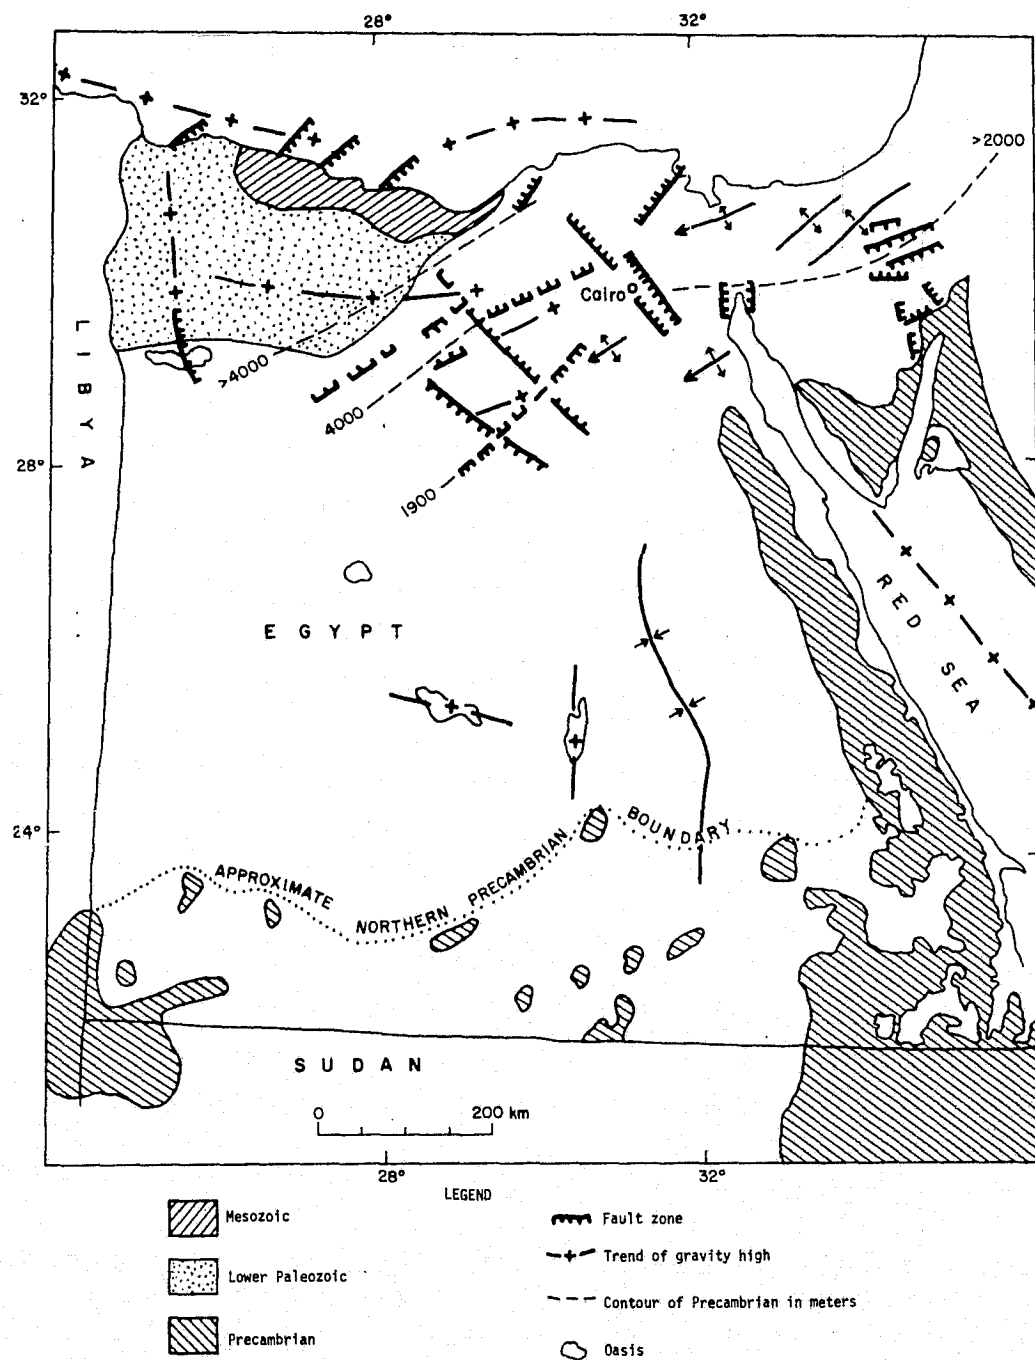 28° 32°
32°
>2000
Cairo
LIBYA
>4000
4000
28°
1900
EGYPT
RED SEA
24°
APPROXIMATE NORTHERN PRECAMBRIAN BOUNDARY
SUDAN
0 200 km
28° 32°
LEGEND
Mesozoic
Fault zone
Trend of gravity high
Lower Paleozoic
Contour of Precambrian in meters
Precambrian
Oasis